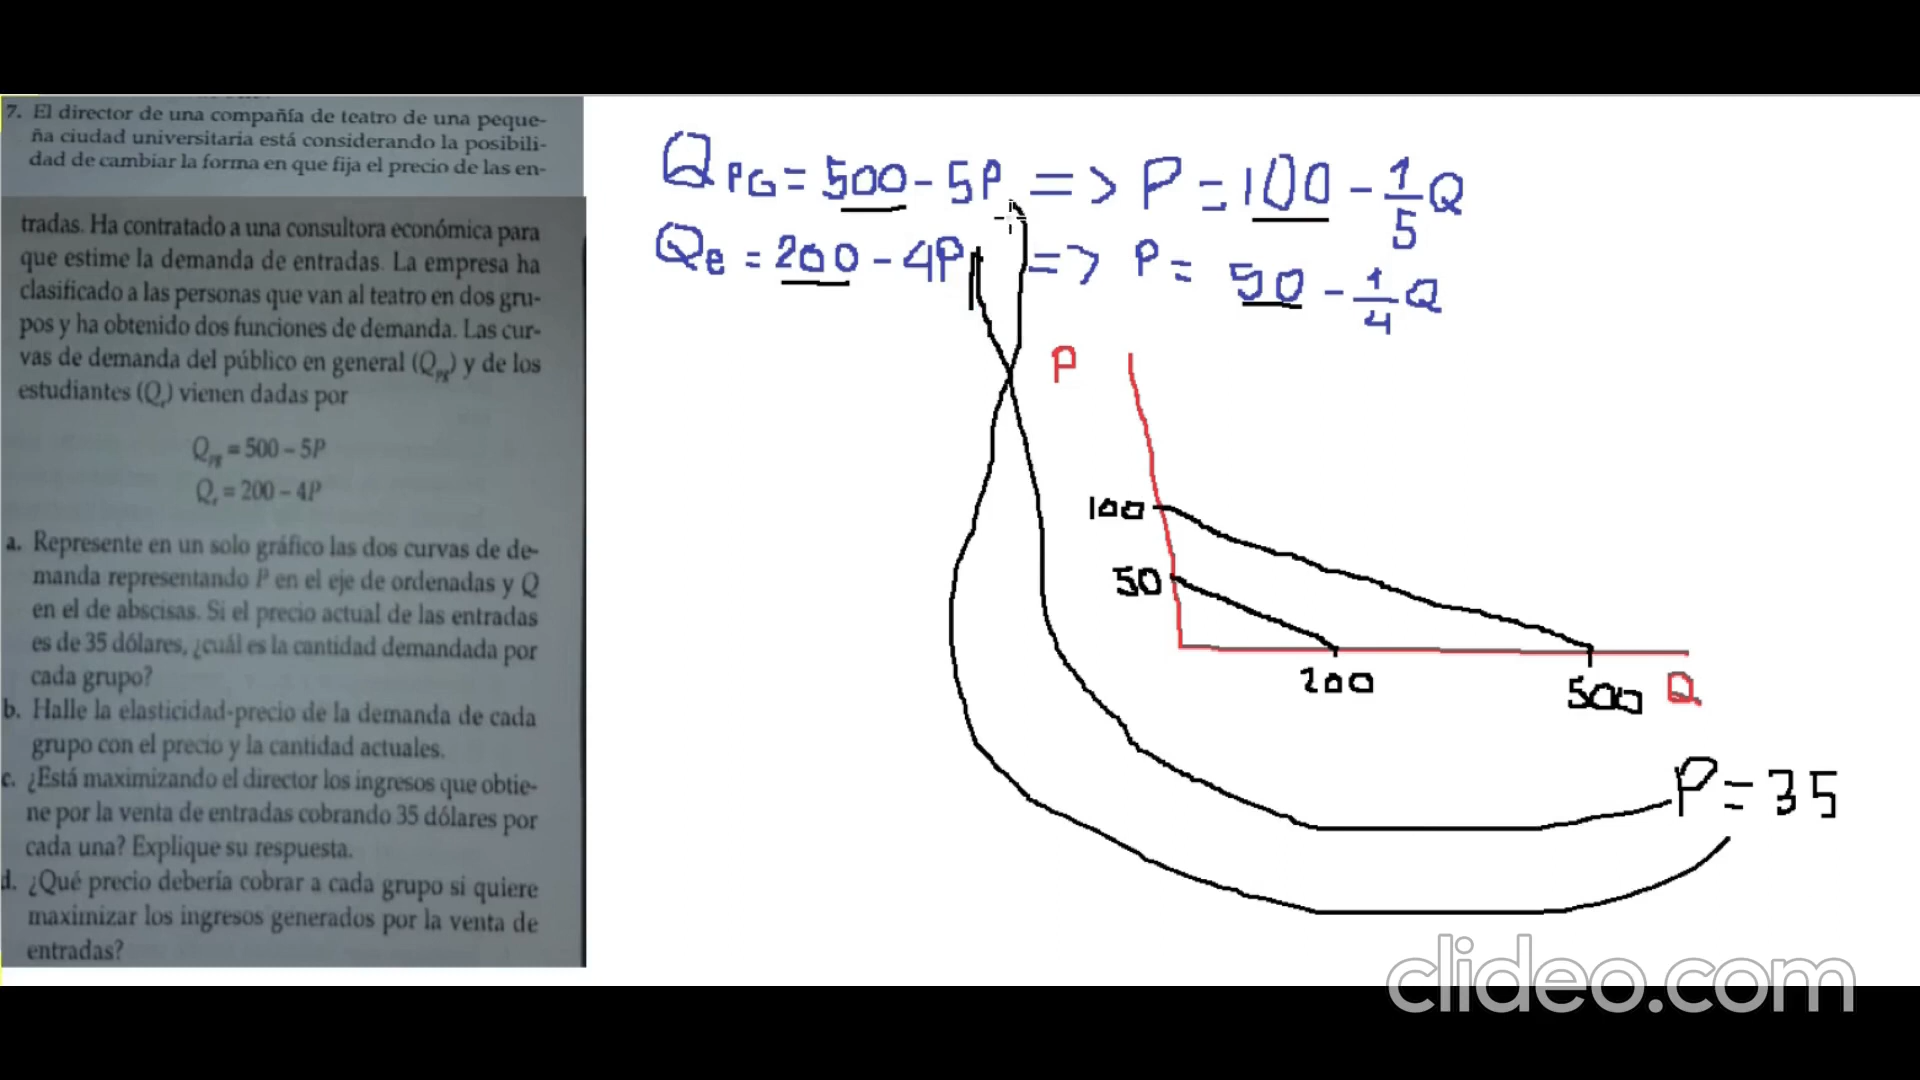 7. El director de una compañía de teatro de una peque-
ña ciudad universitaria está considerando la posibili-
dad de cambiar la forma en que fija el precio de las en-
tradas. Ha contratado a una consultora económica para
que estime la demanda de entradas. La empresa ha
clasificado a las personas que van al teatro en dos gru-
pos y ha obtenido dos funciones de demanda. Las cur-
vas de demanda del público en general (Qpg) y de los
estudiantes (Qe) vienen dadas por
Qpg = 500 – 5P
Qe = 200 – 4P
a. Represente en un solo gráfico las dos curvas de de-
manda representando P en el eje de ordenadas y Q
en el de abscisas. Si el precio actual de las entradas
es de 35 dólares, ¿cuál es la cantidad demandada por
cada grupo?
b. Halle la elasticidad-precio de la demanda de cada
grupo con el precio y la cantidad actuales.
c. ¿Está maximizando el director los ingresos que obtie-
ne por la venta de entradas cobrando 35 dólares por
cada una? Explique su respuesta.
d. ¿Qué precio debería cobrar a cada grupo si quiere
maximizar los ingresos generados por la venta de
entradas?
QPG = 500 - 5P => P = 100 - 1/5 Q
Qe = 200 - 4P => P = 50 - 1/4 Q
P
100
50
200
500 Q
P = 35
clideo.com